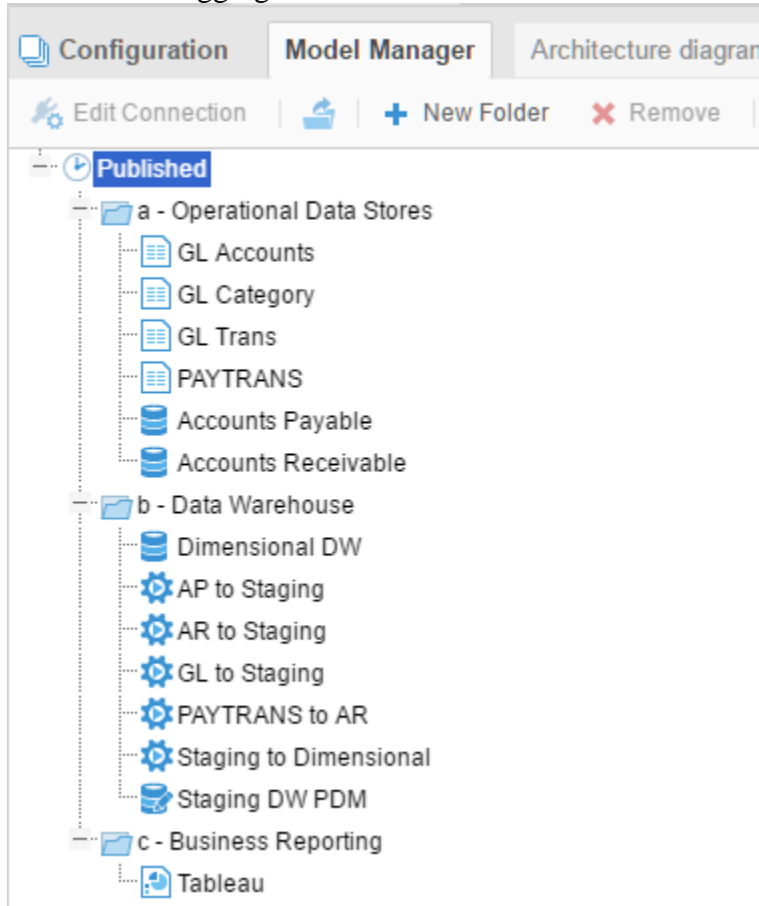 Configuration Model Manager Architecture diagram
Edit Connection New Folder Remove
Published
a - Operational Data Stores
GL Accounts
GL Category
GL Trans
PAYTRANS
Accounts Payable
Accounts Receivable
b - Data Warehouse
Dimensional DW
AP to Staging
AR to Staging
GL to Staging
PAYTRANS to AR
Staging to Dimensional
Staging DW PDM
c - Business Reporting
Tableau